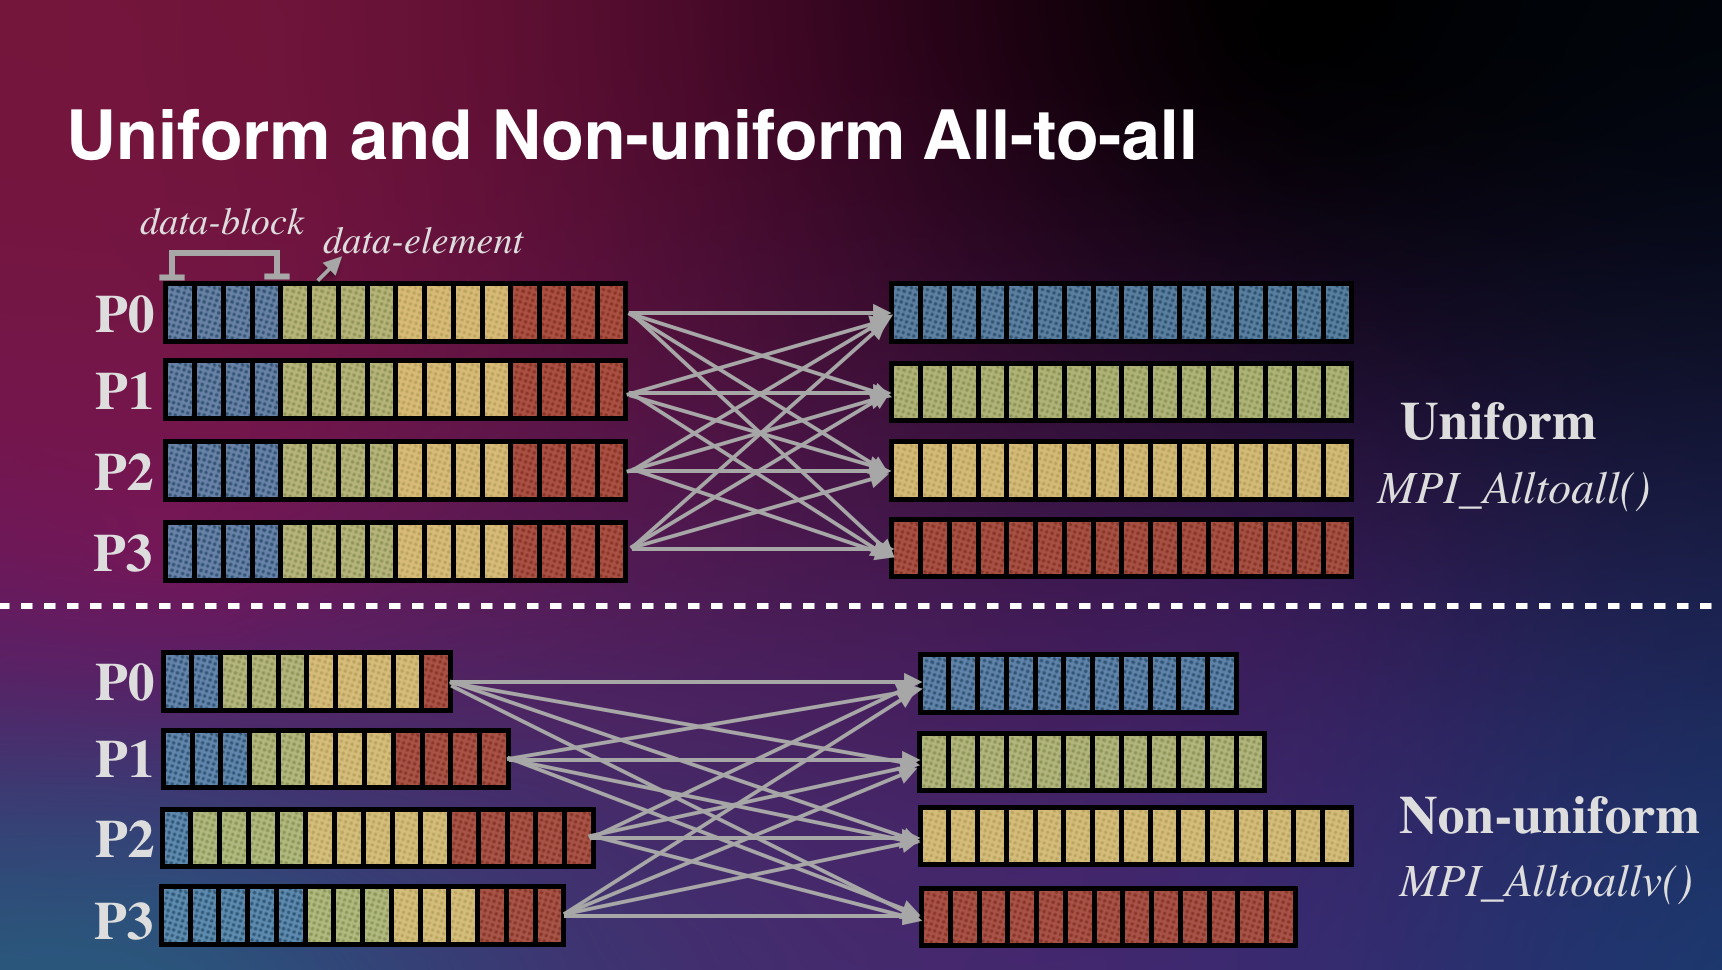 Uniform and Non-uniform All-to-all
data-block
data-element
P0
P1
P2
P3
Uniform
MPI_Alltoall()
P0
P1
P2
P3
Non-uniform
MPI_Alltoallv()